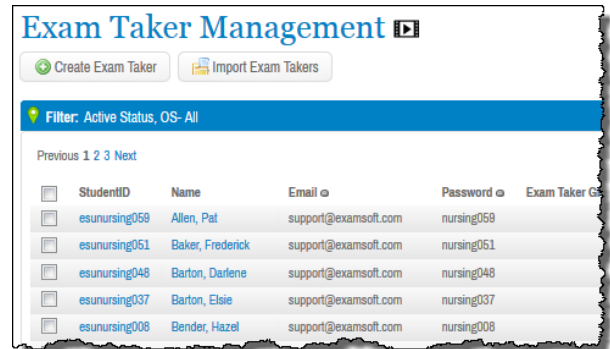 Exam Taker Management
Create Exam Taker Import Exam Takers
Filter: Active Status, OS- All
Previous 1 2 3 Next
StudentID Name Email Password Exam Taker
esunursing059 Allen, Pat support@examsoft.com nursing059
esunursing051 Baker, Frederick support@examsoft.com nursing051
esunursing048 Barton, Darlene support@examsoft.com nursing048
esunursing037 Barton, Elsie support@examsoft.com nursing037
esunursing008 Bender, Hazel support@examsoft.com nursing008